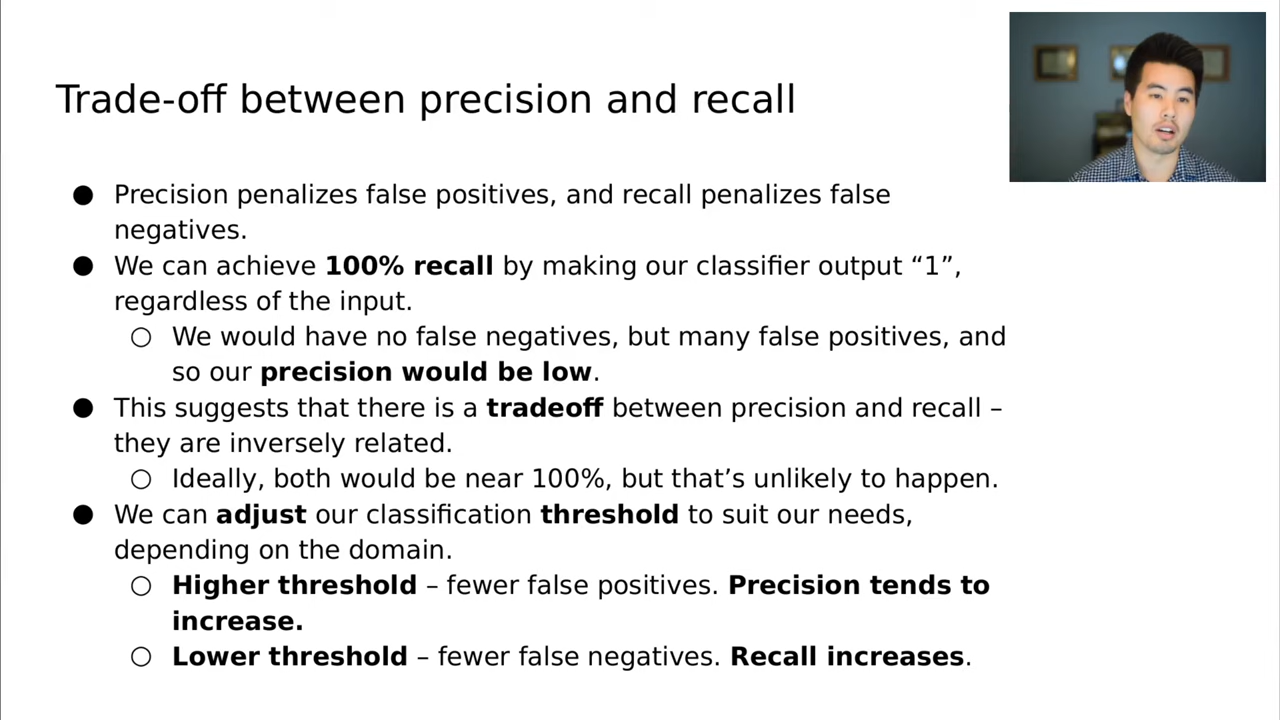 Trade-off between precision and recall
● Precision penalizes false positives, and recall penalizes false
negatives.
● We can achieve 100% recall by making our classifier output “1”,
regardless of the input.
○ We would have no false negatives, but many false positives, and
so our precision would be low.
● This suggests that there is a tradeoff between precision and recall –
they are inversely related.
○ Ideally, both would be near 100%, but that’s unlikely to happen.
● We can adjust our classification threshold to suit our needs,
depending on the domain.
○ Higher threshold – fewer false positives. Precision tends to
increase.
○ Lower threshold – fewer false negatives. Recall increases.